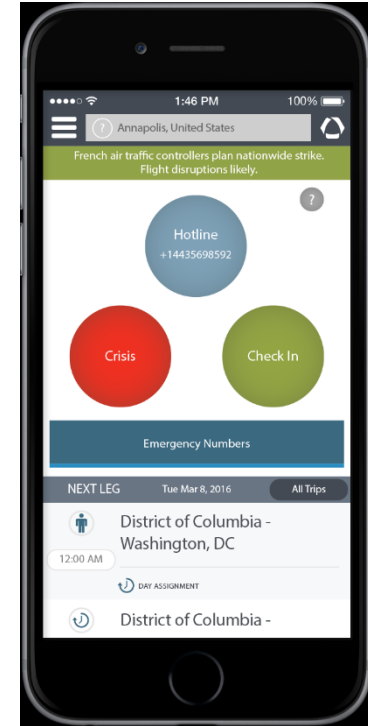 1:46 PM
100%
? Annapolis, United States
French air traffic controllers plan nationwide strike.
Flight disruptions likely.
?
Hotline
+14435698592
Crisis
Check In
Emergency Numbers
NEXT LEG Tue Mar 8, 2016 All Trips
District of Columbia -
Washington, DC
12:00 AM
DAY ASSIGNMENT
District of Columbia -